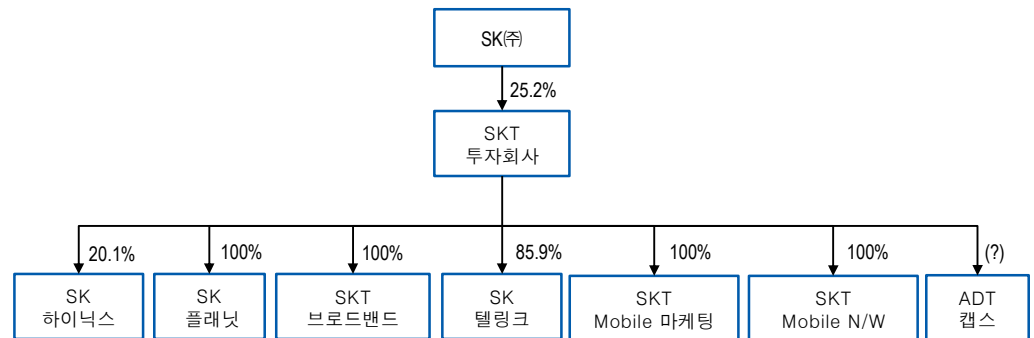 SK㈜
25.2%
SKT
투자회사
20.1%
100%
100%
85.9%
100%
100%
(?)
SK
하이닉스
SK
플래닛
SKT
브로드밴드
SK
텔링크
SKT
Mobile 마케팅
SKT
Mobile N/W
ADT
캡스